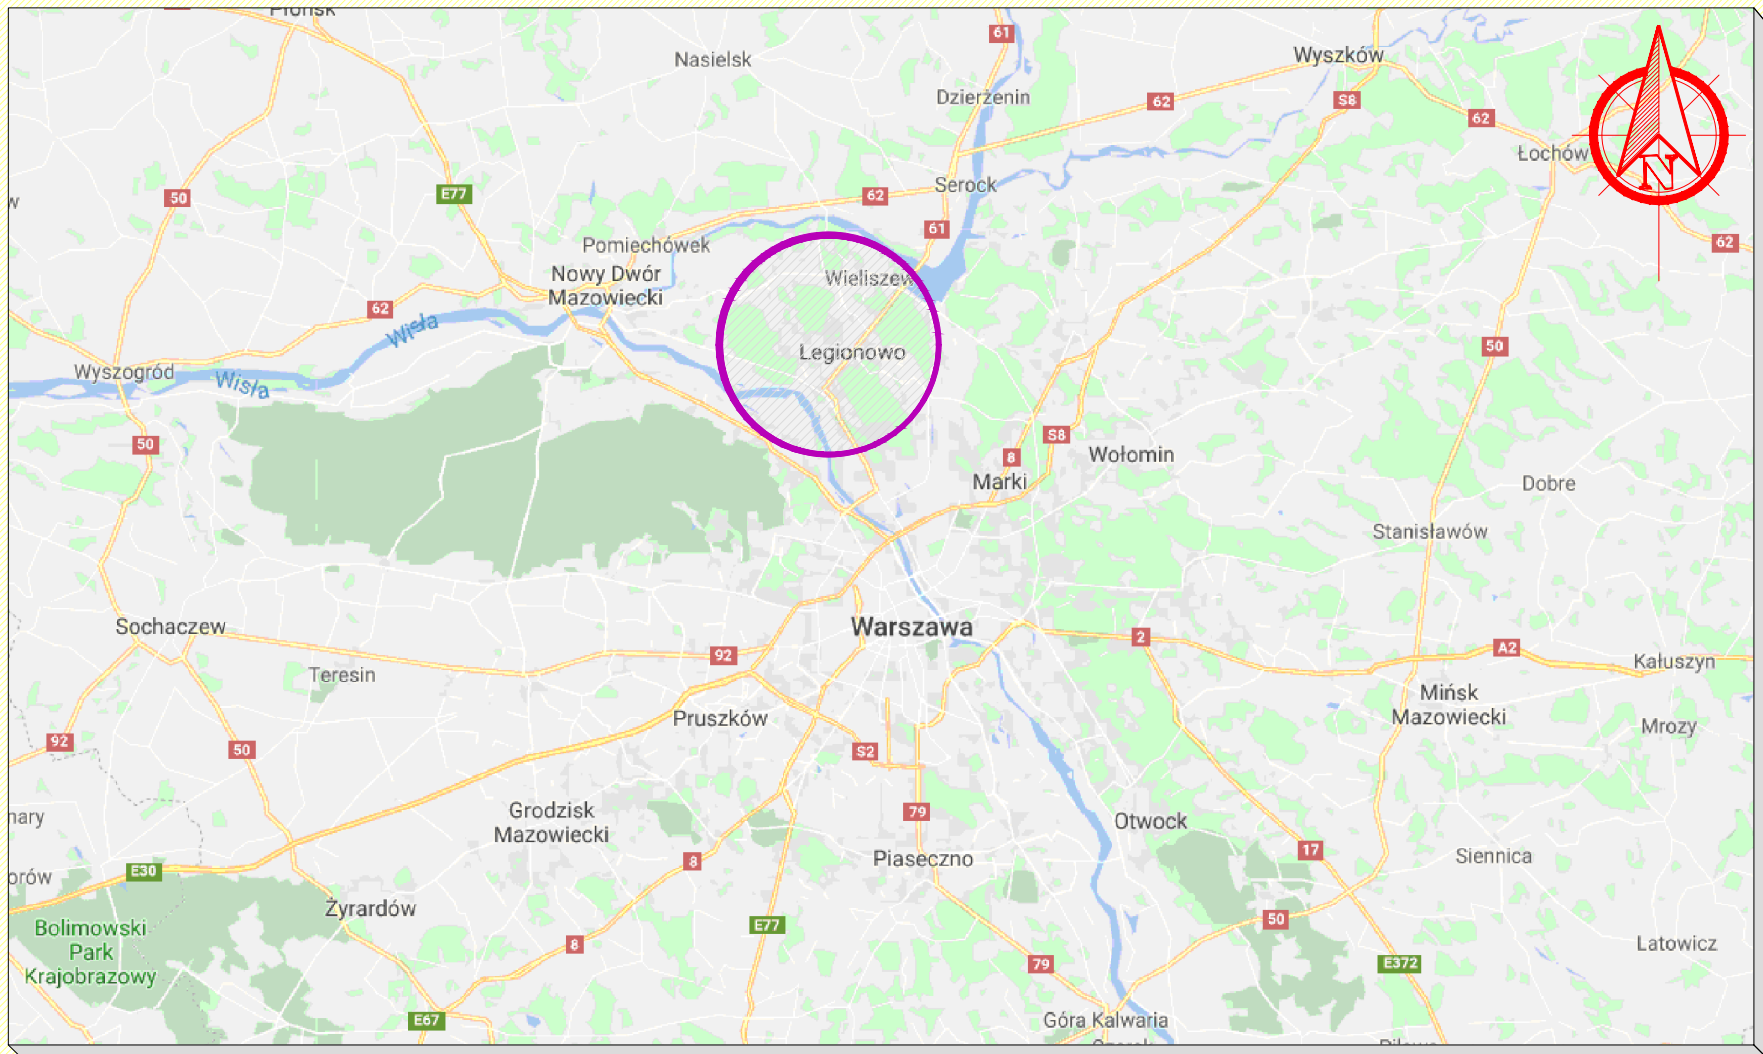 Płońsk
61
Nasielsk
Wyszków
Dzierżenin
62
S8
62
Łochów
N
E77
50
62
Serock
w
61
62
Pomiechówek
Nowy Dwór
Mazowiecki
Wieliszew
62
Wisła
50
Legionowo
Wyszogród
Wisła
50
S8
8
Wołomin
Marki
Dobre
Stanisławów
Sochaczew
Warszawa
2
92
A2
Kałuszyn
Teresin
Mińsk
Mazowiecki
Pruszków
Mrozy
92
50
S2
Grodzisk
Mazowiecki
79
nary
Otwock
17
Siennica
Piaseczno
8
E30
orów
Żyrardów
50
E77
Bolimowski
Park
Krajobrazowy
8
Latowicz
79
E372
E67
Góra Kalwaria